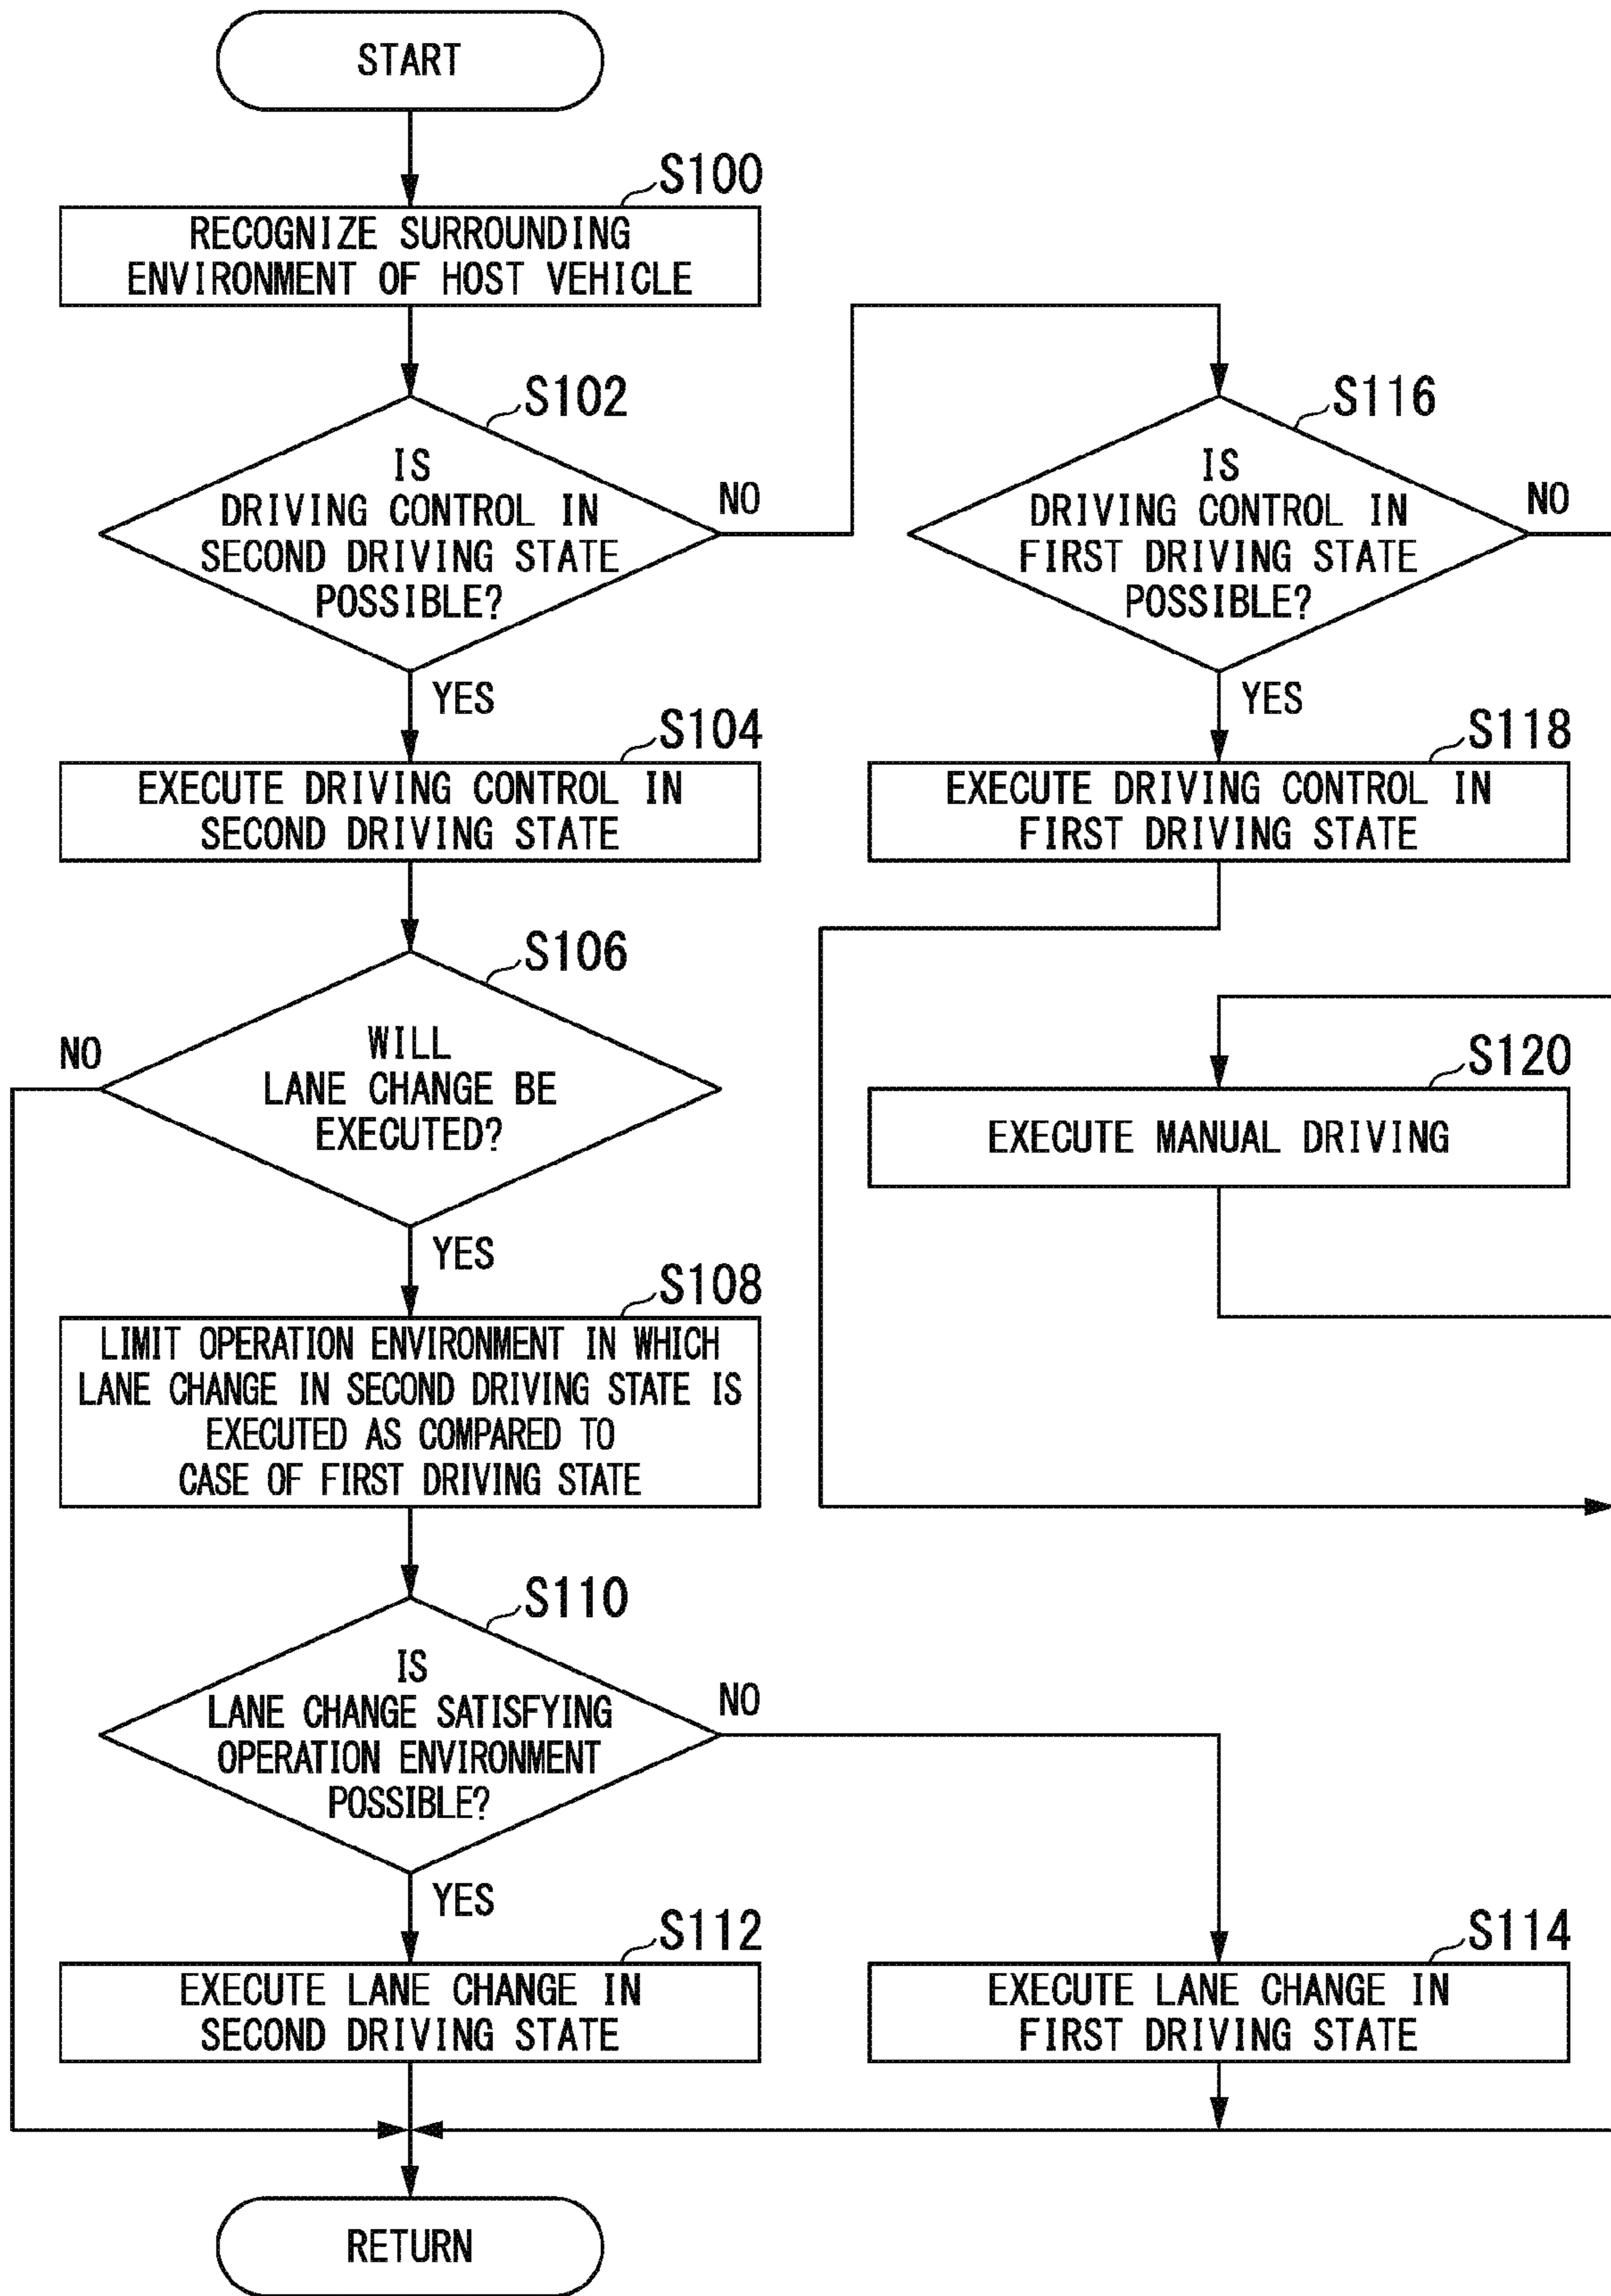 START
S100
RECOGNIZE SURROUNDING
ENVIRONMENT OF HOST VEHICLE
S102
IS
DRIVING CONTROL IN
SECOND DRIVING STATE
POSSIBLE?
NO
YES
S116
IS
DRIVING CONTROL IN
FIRST DRIVING STATE
POSSIBLE?
NO
YES
S104
EXECUTE DRIVING CONTROL IN
SECOND DRIVING STATE
S118
EXECUTE DRIVING CONTROL IN
FIRST DRIVING STATE
S106
WILL
LANE CHANGE BE
EXECUTED?
NO
YES
S120
EXECUTE MANUAL DRIVING
S108
LIMIT OPERATION ENVIRONMENT IN WHICH
LANE CHANGE IN SECOND DRIVING STATE IS
EXECUTED AS COMPARED TO
CASE OF FIRST DRIVING STATE
S110
IS
LANE CHANGE SATISFYING
OPERATION ENVIRONMENT
POSSIBLE?
NO
YES
S112
EXECUTE LANE CHANGE IN
SECOND DRIVING STATE
S114
EXECUTE LANE CHANGE IN
FIRST DRIVING STATE
RETURN